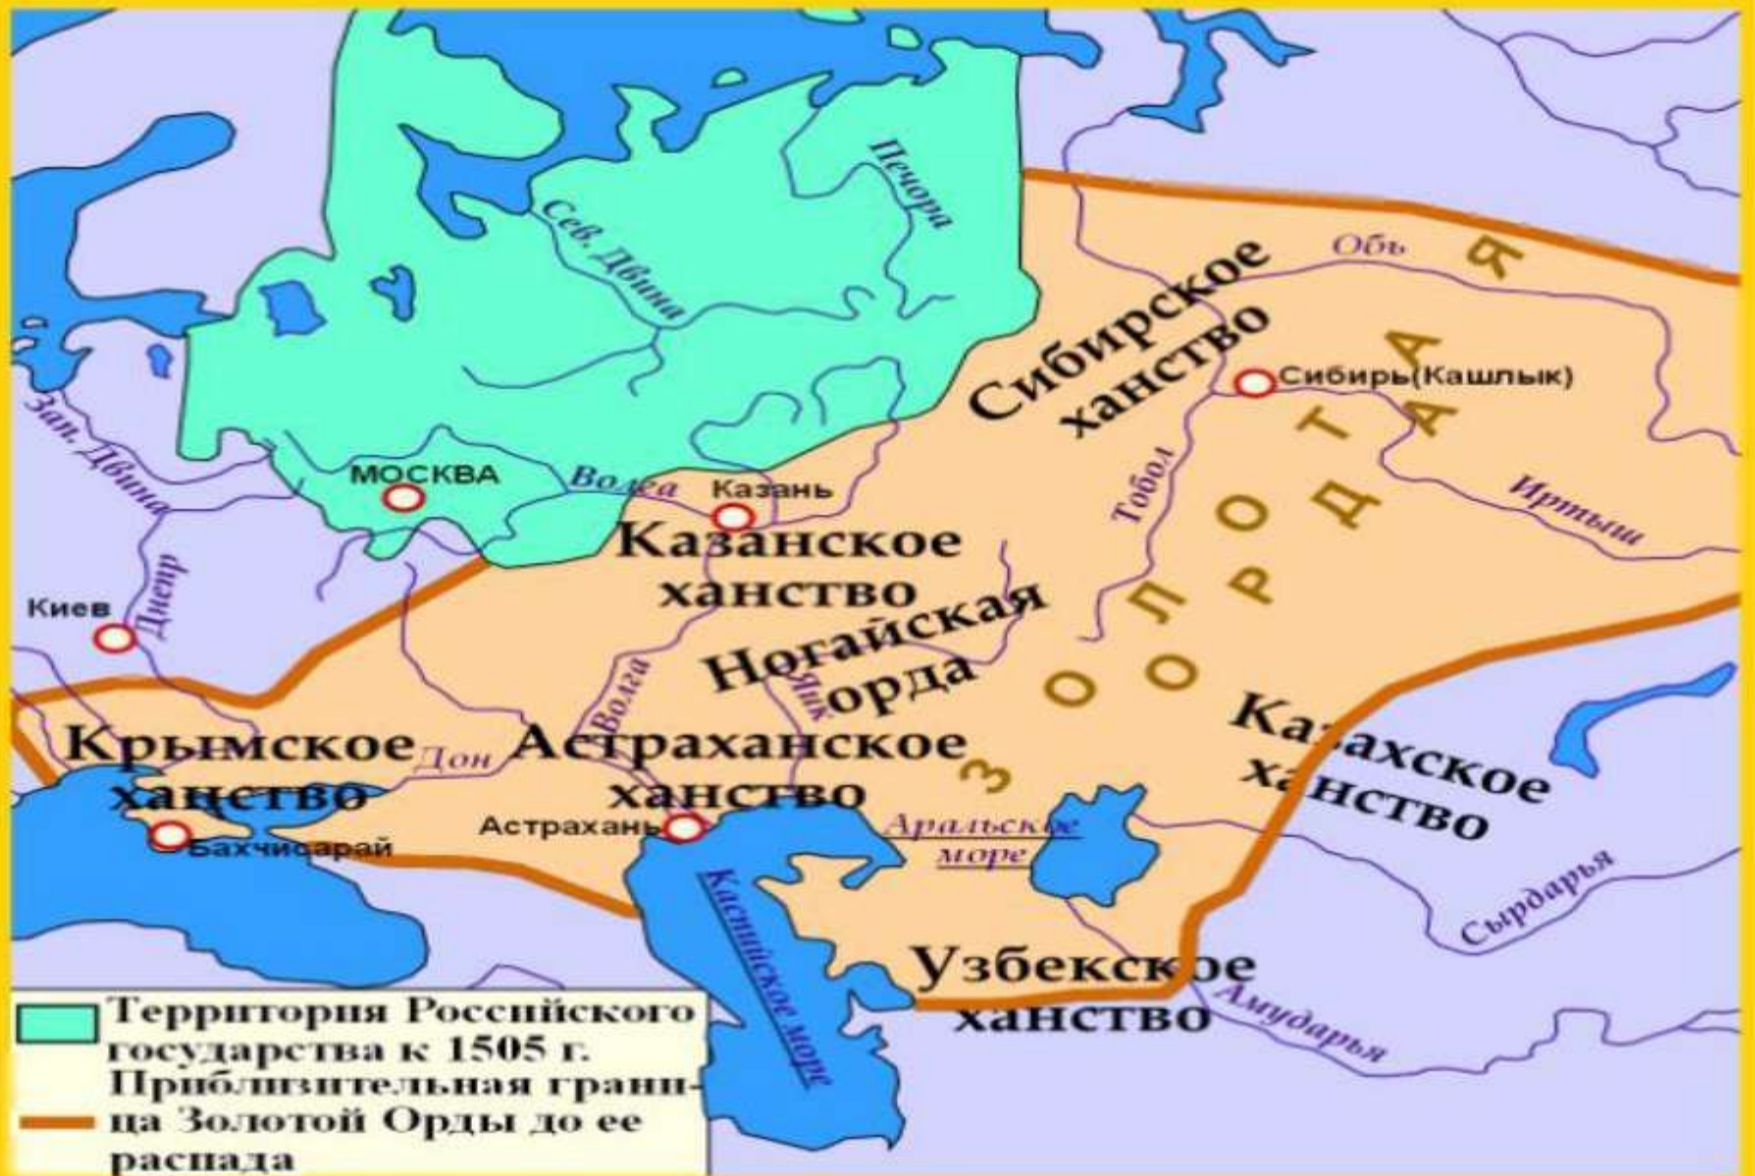 Печора
Сев. Двина
Обь
Сибирское
ханство
Сибирь(Кашлык)
ЗОЛОТАЯ
ОРДА
Зап. Двина
МОСКВА
Волга
Казань
Тобол
Иртыш
Казанское
ханство
Киев
Днепр
Ногайская
орда
Волга
Яик
Казахское
ханство
Крымское
ханство
Дон
Астраханское
ханство
Астрахань
Бахчисарай
Аральское
море
Каспийское море
Сырдарья
Узбекское
ханство
Амударья
Территория Российского
государства к 1505 г.
Приблизительная грани-
ца Золотой Орды до ее
распада